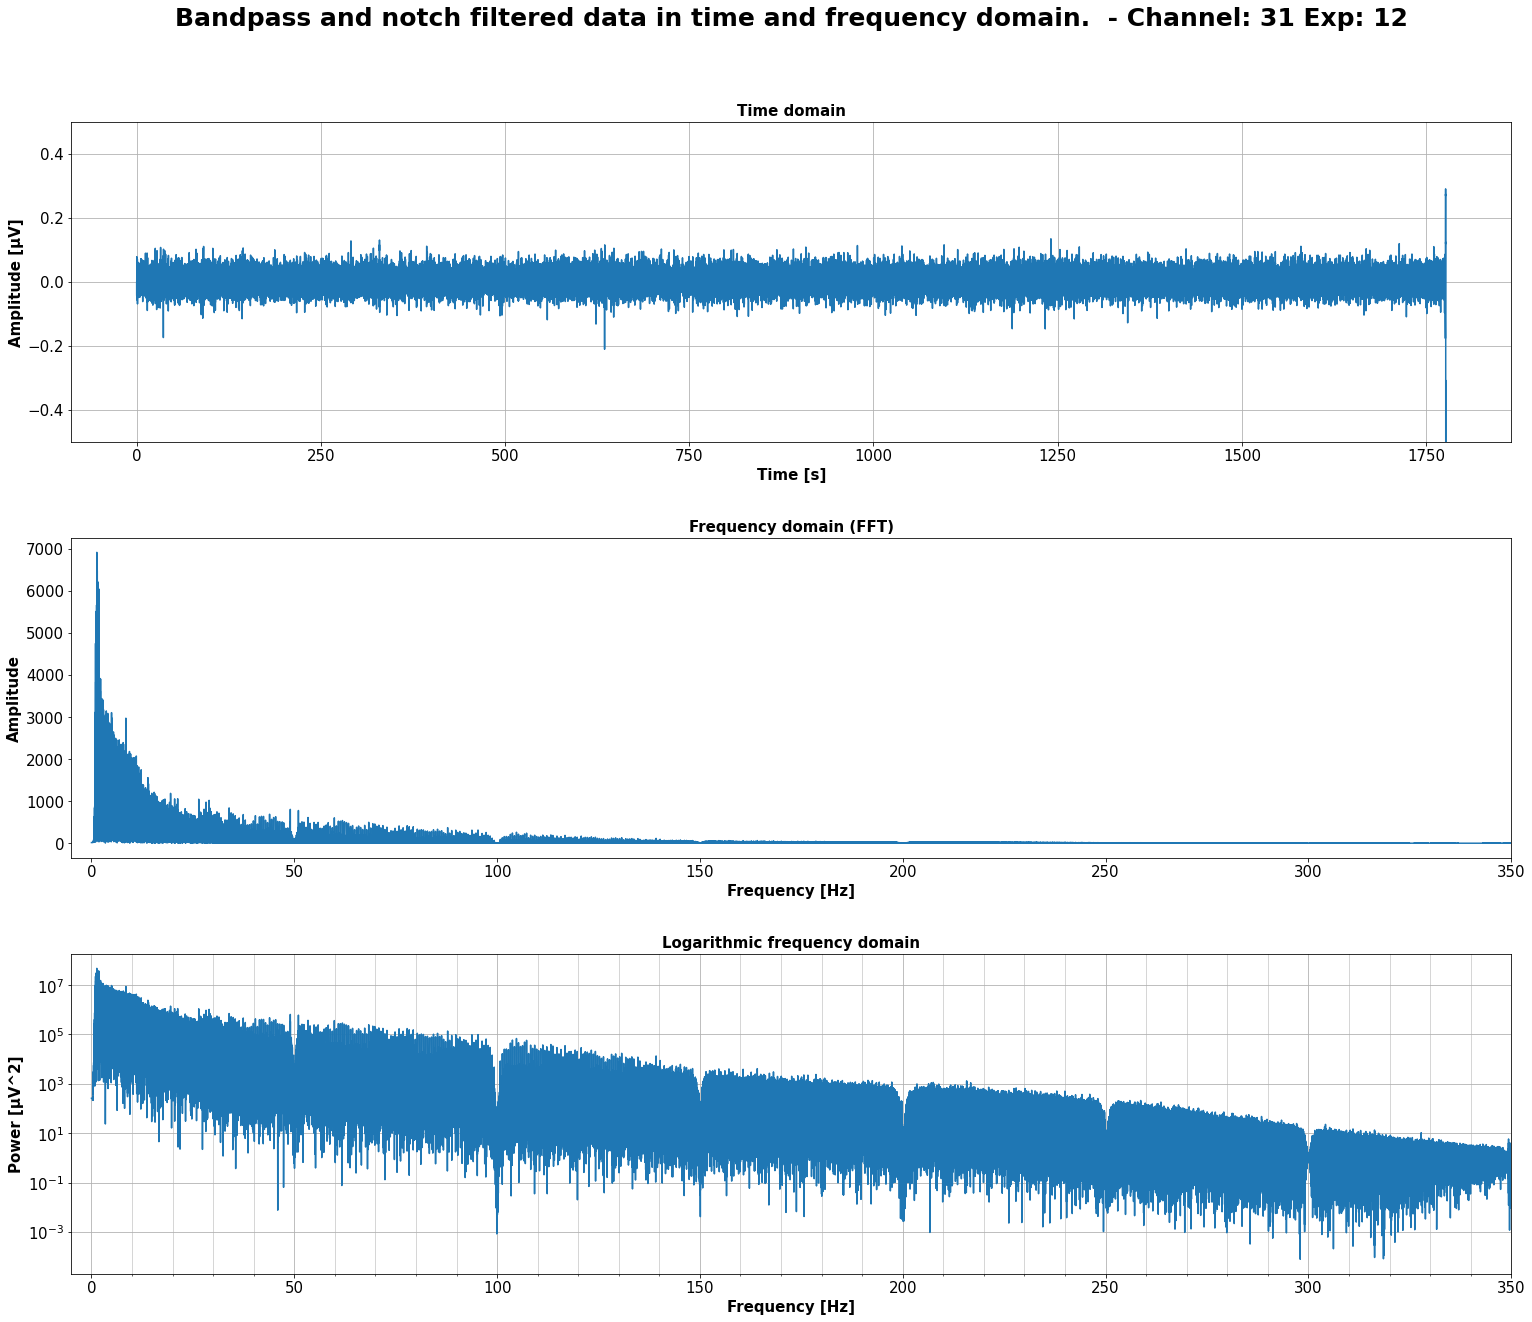 Bandpass and notch filtered data in time and frequency domain.  - Channel: 31 Exp: 12
Time domain
Amplitude [µV]
0.4
0.2
0.0
−0.2
−0.4
0 250 500 750 1000 1250 1500 1750
Time [s]
Frequency domain (FFT)
Amplitude
7000
6000
5000
4000
3000
2000
1000
0
0 50 100 150 200 250 300 350
Frequency [Hz]
Logarithmic frequency domain
Power [µV^2]
10^7
10^5
10^3
10^1
10^−1
10^−3
0 50 100 150 200 250 300 350
Frequency [Hz]